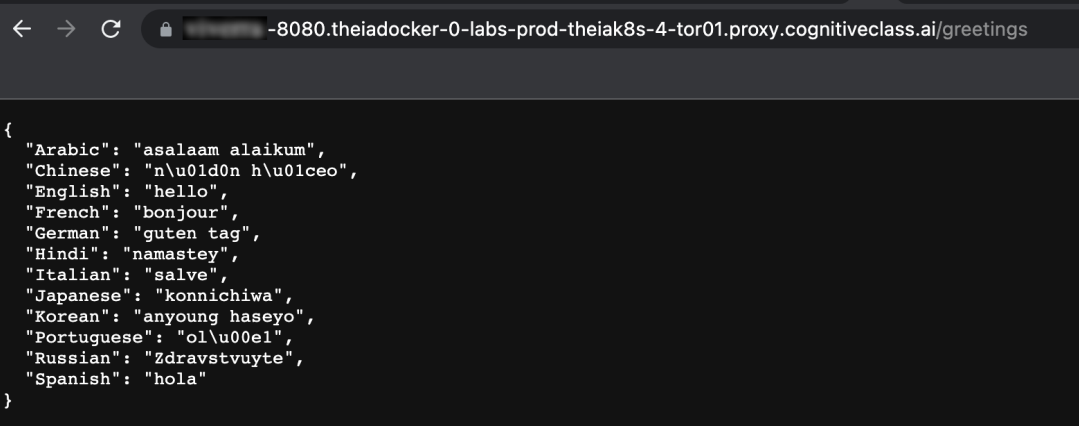 -8080.theiadocker-0-labs-prod-theiak8s-4-tor01.proxy.cognitiveclass.ai/greetings
{
  "Arabic": "asalaam alaikum",
  "Chinese": "n\u01d0n h\u01ceo",
  "English": "hello",
  "French": "bonjour",
  "German": "guten tag",
  "Hindi": "namastey",
  "Italian": "salve",
  "Japanese": "konnichiwa",
  "Korean": "anyoung haseyo",
  "Portuguese": "ol\u00e1",
  "Russian": "Zdravstvuyte",
  "Spanish": "hola"
}